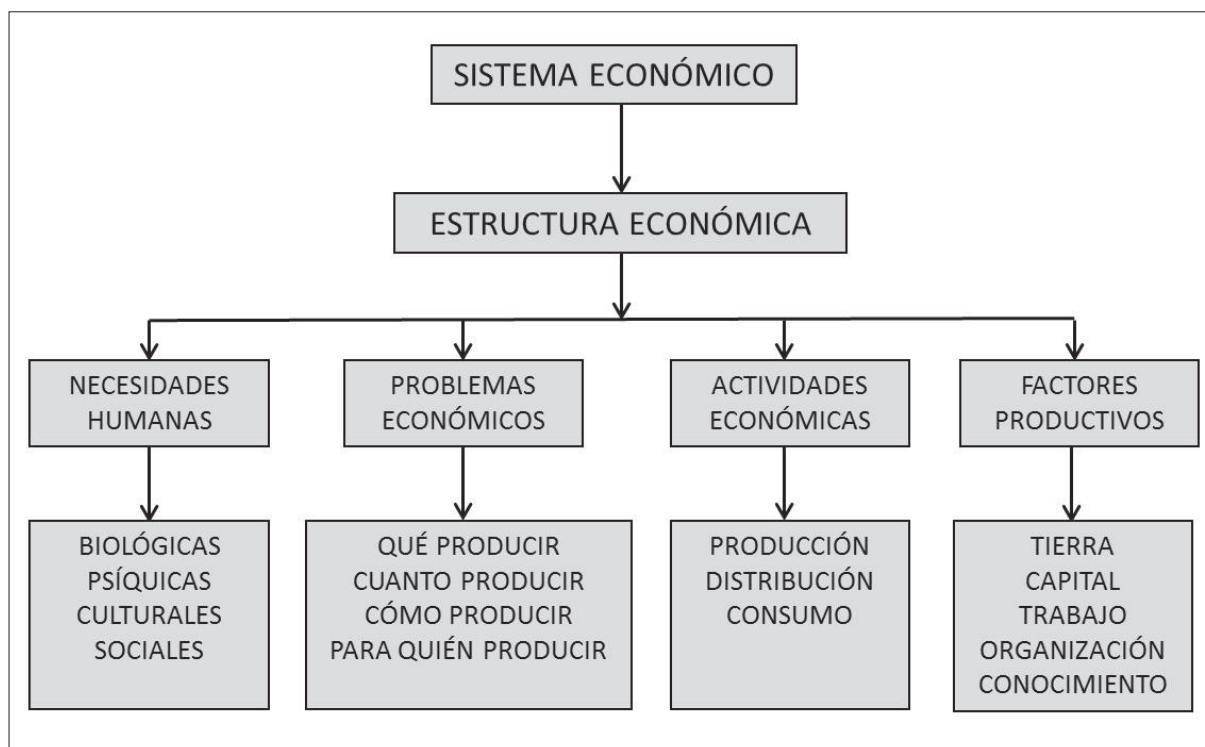 SISTEMA ECONÓMICO
ESTRUCTURA ECONÓMICA
NECESIDADES
HUMANAS
PROBLEMAS
ECONÓMICOS
ACTIVIDADES
ECONÓMICAS
FACTORES
PRODUCTIVOS
BIOLÓGICAS
PSÍQUICAS
CULTURALES
SOCIALES
QUÉ PRODUCIR
CUANTO PRODUCIR
CÓMO PRODUCIR
PARA QUIÉN PRODUCIR
PRODUCCIÓN
DISTRIBUCIÓN
CONSUMO
TIERRA
CAPITAL
TRABAJO
ORGANIZACIÓN
CONOCIMIENTO